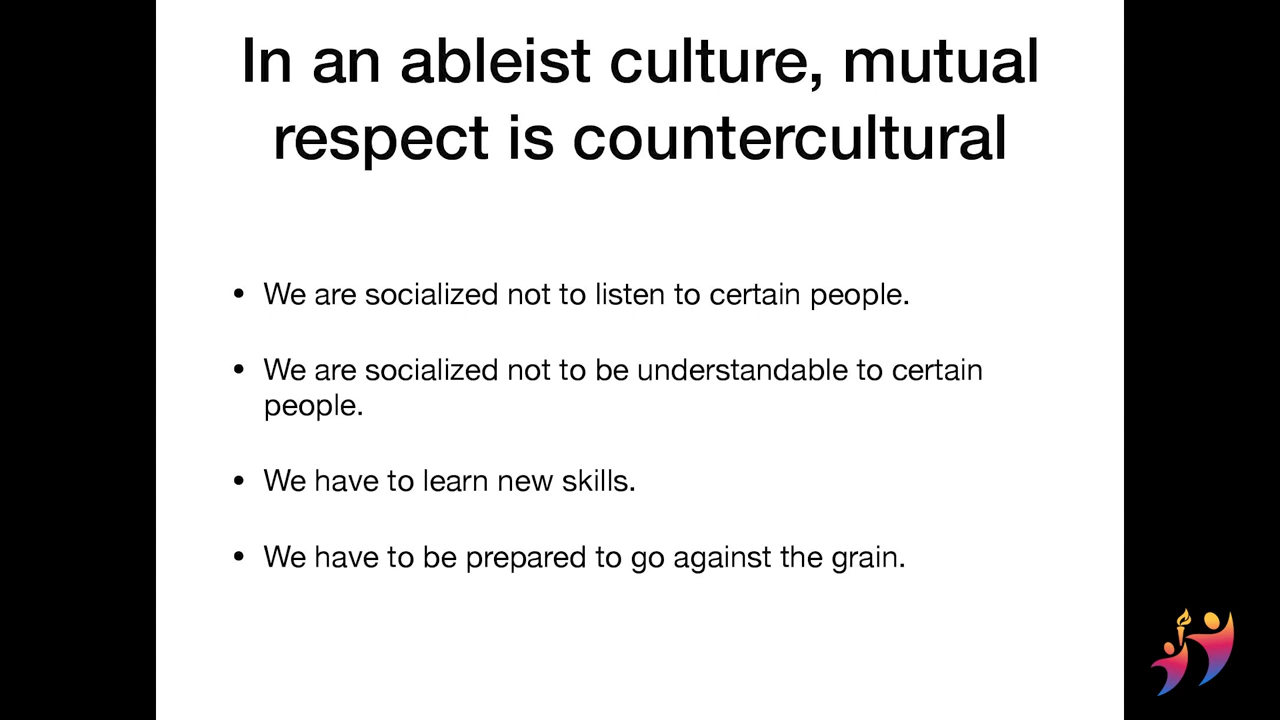 In an ableist culture, mutual
respect is countercultural
• We are socialized not to listen to certain people.
• We are socialized not to be understandable to certain
people.
• We have to learn new skills.
• We have to be prepared to go against the grain.